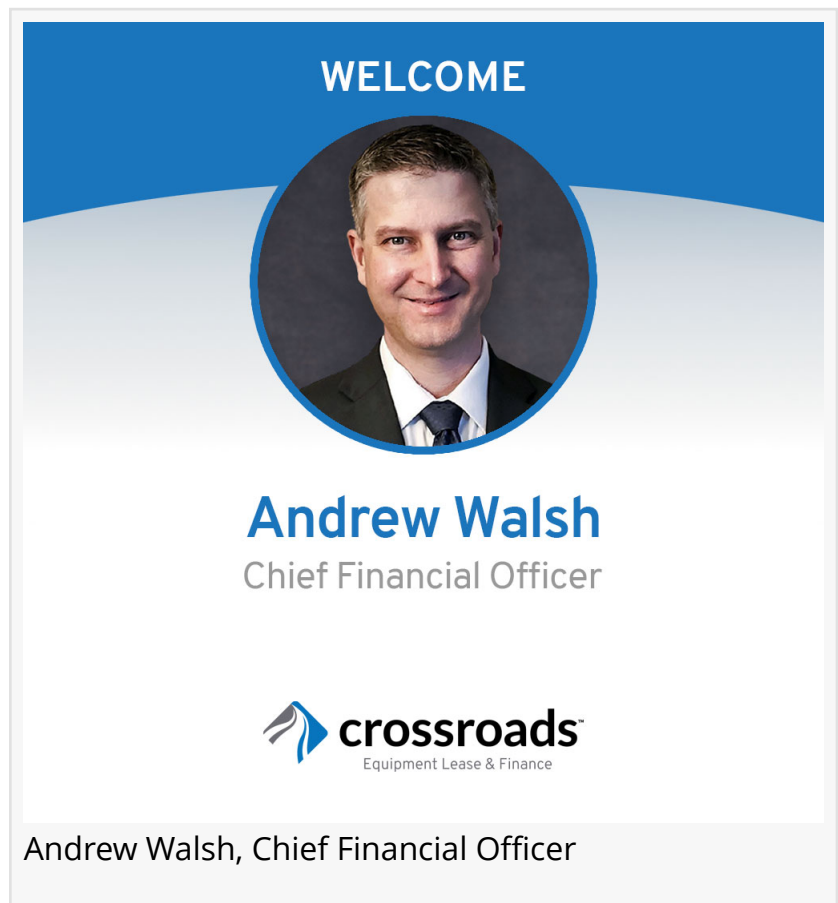 WELCOME
Andrew Walsh
Chief Financial Officer
crossroads™
Equipment Lease & Finance
Andrew Walsh, Chief Financial Officer